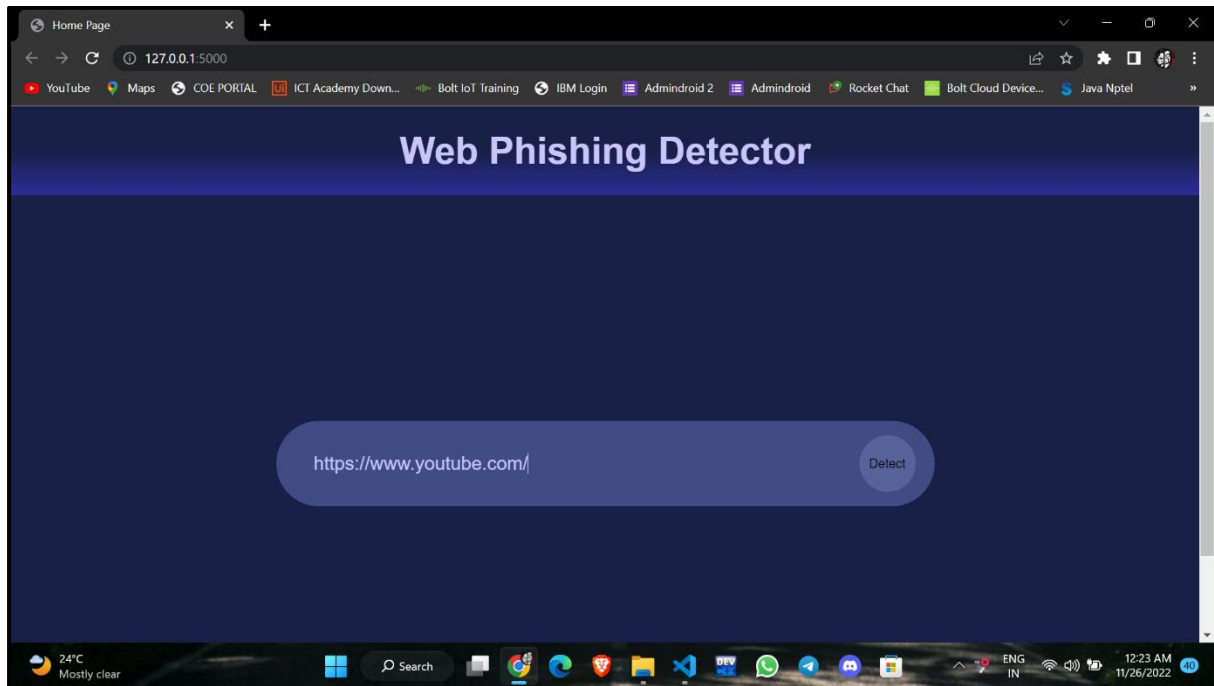 Home Page
127.0.0.1:5000
YouTube Maps COE PORTAL ICT Academy Down... Bolt IoT Training IBM Login Admindroid 2 Admindroid Rocket Chat Bolt Cloud Device... Java Nptel »
Web Phishing Detector
https://www.youtube.com/ Detect
24°C
Mostly clear
Search
DEV
ENG
IN
12:23 AM
11/26/2022
40